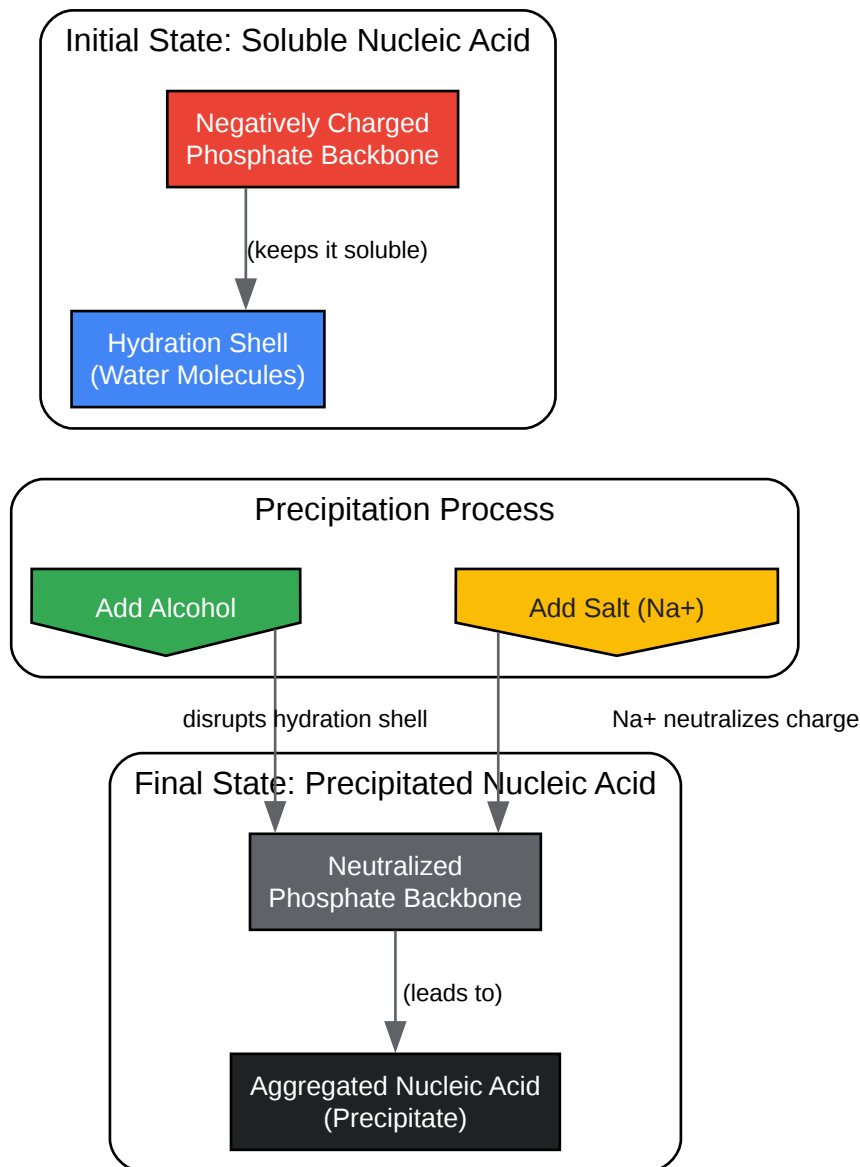 Initial State: Soluble Nucleic Acid
Negatively Charged
Phosphate Backbone
(keeps it soluble)
Hydration Shell
(Water Molecules)
Precipitation Process
Add Alcohol
Add Salt (Na+)
disrupts hydration shell
Na+ neutralizes charge
Final State: Precipitated Nucleic Acid
Neutralized
Phosphate Backbone
(leads to)
Aggregated Nucleic Acid
(Precipitate)